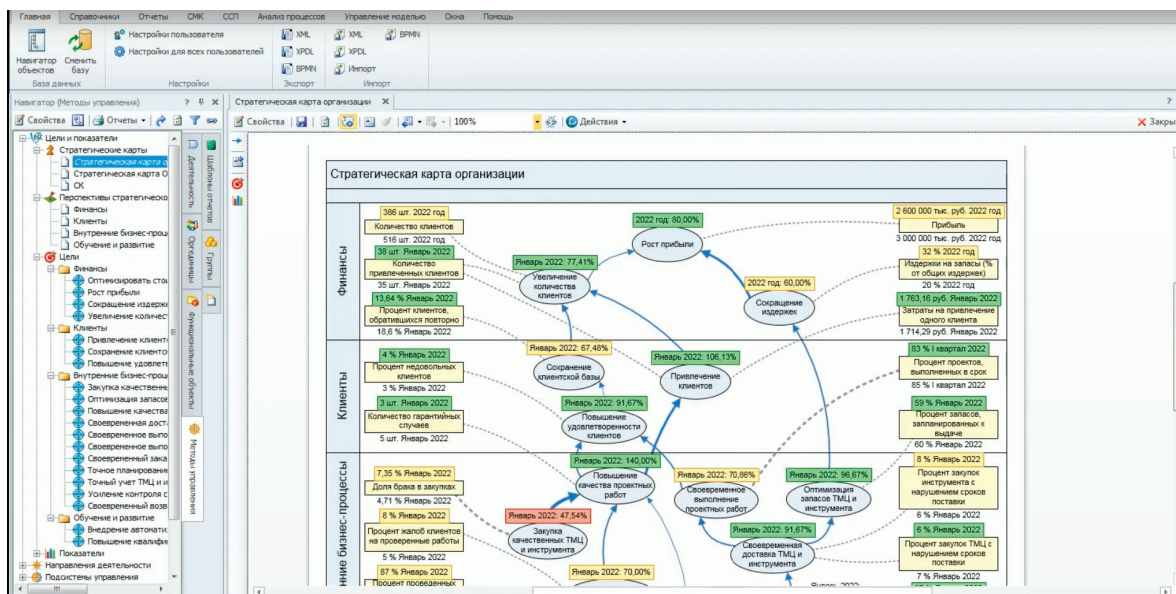 Главная Справочники Отчеты СМК ССП Анализ процессов Управление моделью Окна Помощь
Навигатор объектов
Сменить базу
Настройки пользователя
Настройки для всех пользователей
XML
XPDL
BPMN
XML
XPDL
Импорт
BPMN
База данных Настройки Экспорт Импорт
Навигатор (Методы управления)
Свойства Отчеты
Цели и показатели
Стратегические карты
Стратегическая карта о
Стратегическая карта О
СК
Перспективы стратегическо
Финансы
Клиенты
Внутренние бизнес-проц
Обучение и развитие
Цели
Финансы
Оптимизировать сто
Рост прибыли
Сокращение издерже
Увеличение количес
Клиенты
Привлечение клиент
Сохранение клиентс
Повышение удовлет
Внутренние бизнес-проц
Закупка качественн
Оптимизация запасов
Повышение качества
Своевременная дост
Своевременное выпо
Своевременное выпо
Своевременный зака
Точное планирование
Точный учет ТМЦ и и
Усиление контроля с
Своевременный возв
Обучение и развитие
Внедрение автомати
Повышение квалифи
Показатели
Направления деятельности
Подсистемы управления
Деятельность
Оргединицы
Функциональные объекты
Методы управления
Шаблоны отчетов
Группы
Стратегическая карта организации X
Свойства 100% Действия
Закры
Стратегическая карта организации
Финансы
386 шт. 2022 год
Количество клиентов
516 шт. 2022 год
38 шт. Январь 2022
Количество
привлеченных клиентов
35 шт. Январь 2022
13,64 % Январь 2022
Процент клиентов,
обратившихся повторно
18,6 % Январь 2022
2022 год: 80,00%
Рост прибыли
Январь 2022: 77,41%
Увеличение
количества
клиентов
2022 год: 60,00%
Сокращение
издержек
2 600 000 тыс. руб. 2022 год
Прибыль
3 000 000 тыс. руб. 2022 год
32 % 2022 год
Издержки на запасы (%
от общих издержек)
20 % 2022 год
1 763,16 руб. Январь 2022
Затраты на привлечение
одного клиента
1 714,29 руб. Январь 2022
Клиенты
4 % Январь 2022
Процент недовольных
клиентов
3 % Январь 2022
3 шт. Январь 2022
Количество гарантийных
случаев
5 шт. Январь 2022
Январь 2022: 67,48%
Сохранение
клиентской базы
Январь 2022: 106,13%
Привлечение
клиентов
Январь 2022: 91,67%
Повышение
удовлетворенности
клиентов
83 % I квартал 2022
Процент проектов,
выполненных в срок
85 % I квартал 2022
59 % Январь 2022
Процент запасов,
запланированных к
выдаче
60 % Январь 2022
нние бизнес-процессы
7,35 % Январь 2022
Доля брака в закупках
4,71 % Январь 2022
8 % Январь 2022
Процент жалоб клиентов
на проверенные работы
5 % Январь 2022
87 % Январь 2022
Процент проведенных
Январь 2022: 140,00%
Повышение
качества проектных
работ
Январь 2022: 70,86%
Своевременное
выполнение
проектных работ
Январь 2022: 96,67%
Оптимизация
запасов ТМЦ и
инструмента
Январь 2022: 47,54%
Закупка
качественных ТМЦ
и инструмента
Январь 2022: 91,67%
Своевременная
доставка ТМЦ и
инструмента
Январь 2022: 70,00%
Январь 2022:
8 % Январь 2022
Процент закупок
инструмента с
нарушением сроков
поставки
6 % Январь 2022
6 % Январь 2022
Процент закупок ТМЦ с
нарушением сроков
поставки
7 % Январь 2022